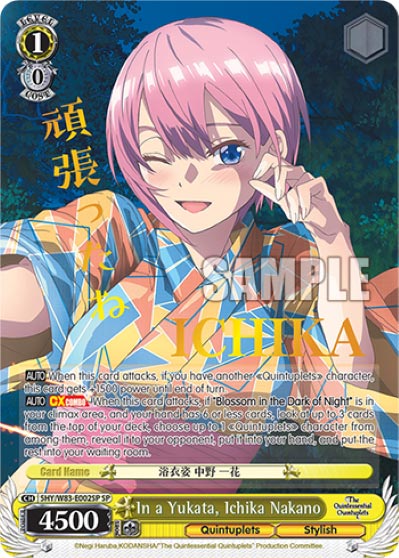 LEVEL
1
0
COST
頑張ったね
SAMPLE
ICHIKA
AUTO When this card attacks, if you have another «Quintuplets» character,
this card gets +1500 power until end of turn.
AUTO CX COMBO When this card attacks, if "Blossom in the Dark of Night" is in
your climax area, and your hand has 6 or less cards, look at up to 3 cards
from the top of your deck, choose up to 1 «Quintuplets» character from
among them, reveal it to your opponent, put it into your hand, and put the
rest into your waiting room.
Card Name
浴衣姿 中野 一花
CH 5HY/W83-E002SP SP
In a Yukata, Ichika Nakano
The Quintessential Quintuplets
4500
Quintuplets
Stylish
©Negi Haruba,KODANSHA/"The Quintessential Quintuplets" Production Committee